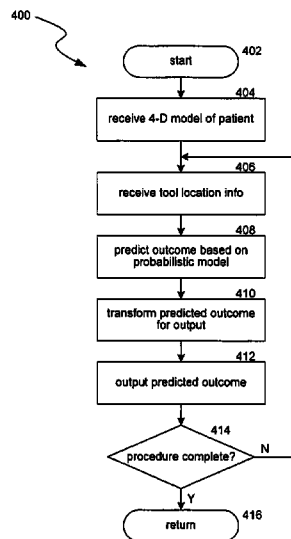 400
402
start
404
receive 4-D model of patient
406
receive tool location info
408
predict outcome based on
probabilistic model
410
transform predicted outcome
for output
412
output predicted outcome
414
procedure complete?
N
Y
416
return